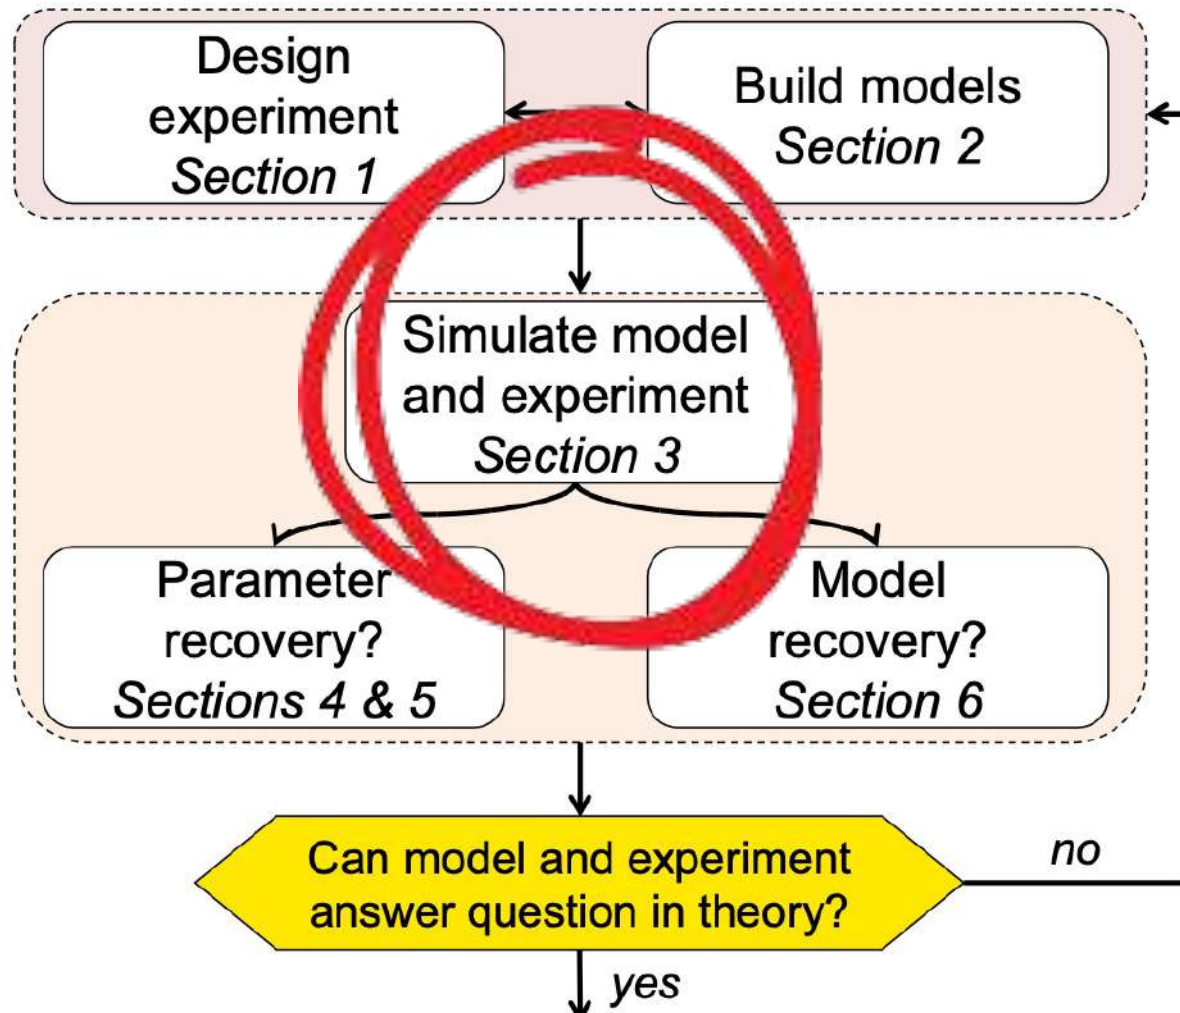 Design
experiment
Section 1
Build models
Section 2
Simulate model
and experiment
Section 3
Parameter
recovery?
Sections 4 & 5
Model
recovery?
Section 6
Can model and experiment
answer question in theory?
no
yes